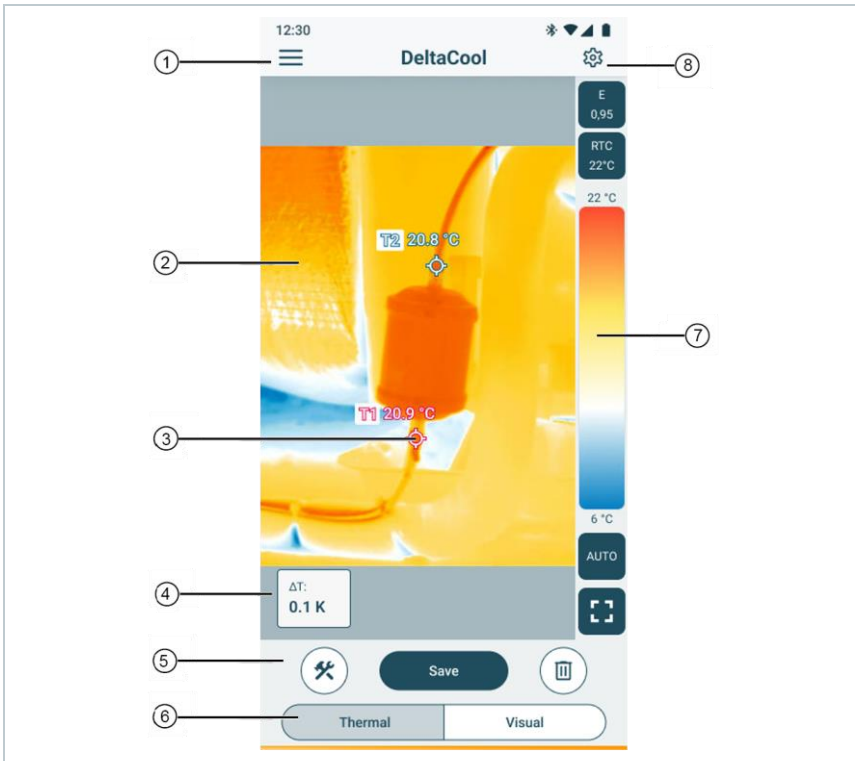 12:30
① DeltaCool ⑧
E
0,95
RTC
22°C
22 °C
T2 20.8 °C
②
⑦
T1 20.9 °C
③
6 °C
AUTO
④ ΔT:
0.1 K
⑤ Save
⑥ Thermal Visual